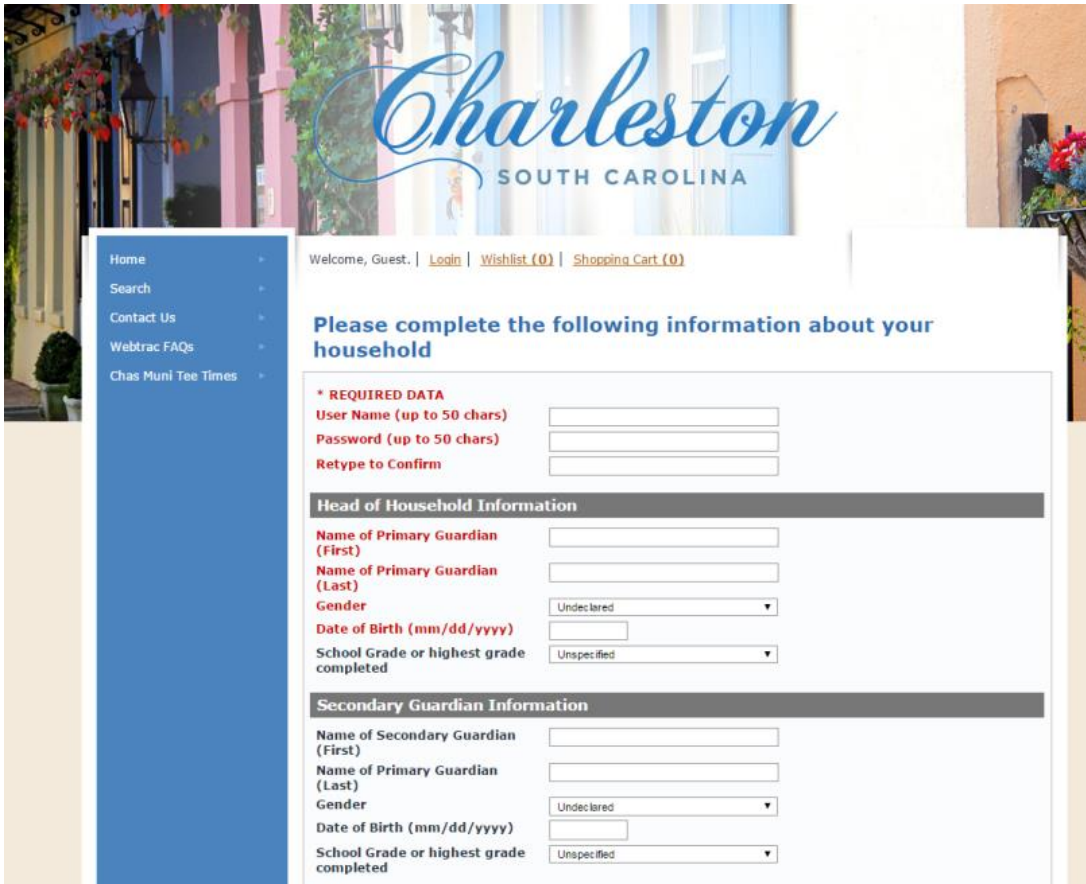 Charleston
SOUTH CAROLINA
Home
Search
Contact Us
Webtrac FAQs
Chas Muni Tee Times
Welcome, Guest. | Login | Wishlist (0) | Shopping Cart (0)
Please complete the following information about your
household
* REQUIRED DATA
User Name (up to 50 chars)
Password (up to 50 chars)
Retype to Confirm
Head of Household Information
Name of Primary Guardian
(First)
Name of Primary Guardian
(Last)
Gender Undeclared
Date of Birth (mm/dd/yyyy)
School Grade or highest grade Unspecified
completed
Secondary Guardian Information
Name of Secondary Guardian
(First)
Name of Primary Guardian
(Last)
Gender Undeclared
Date of Birth (mm/dd/yyyy)
School Grade or highest grade Unspecified
completed